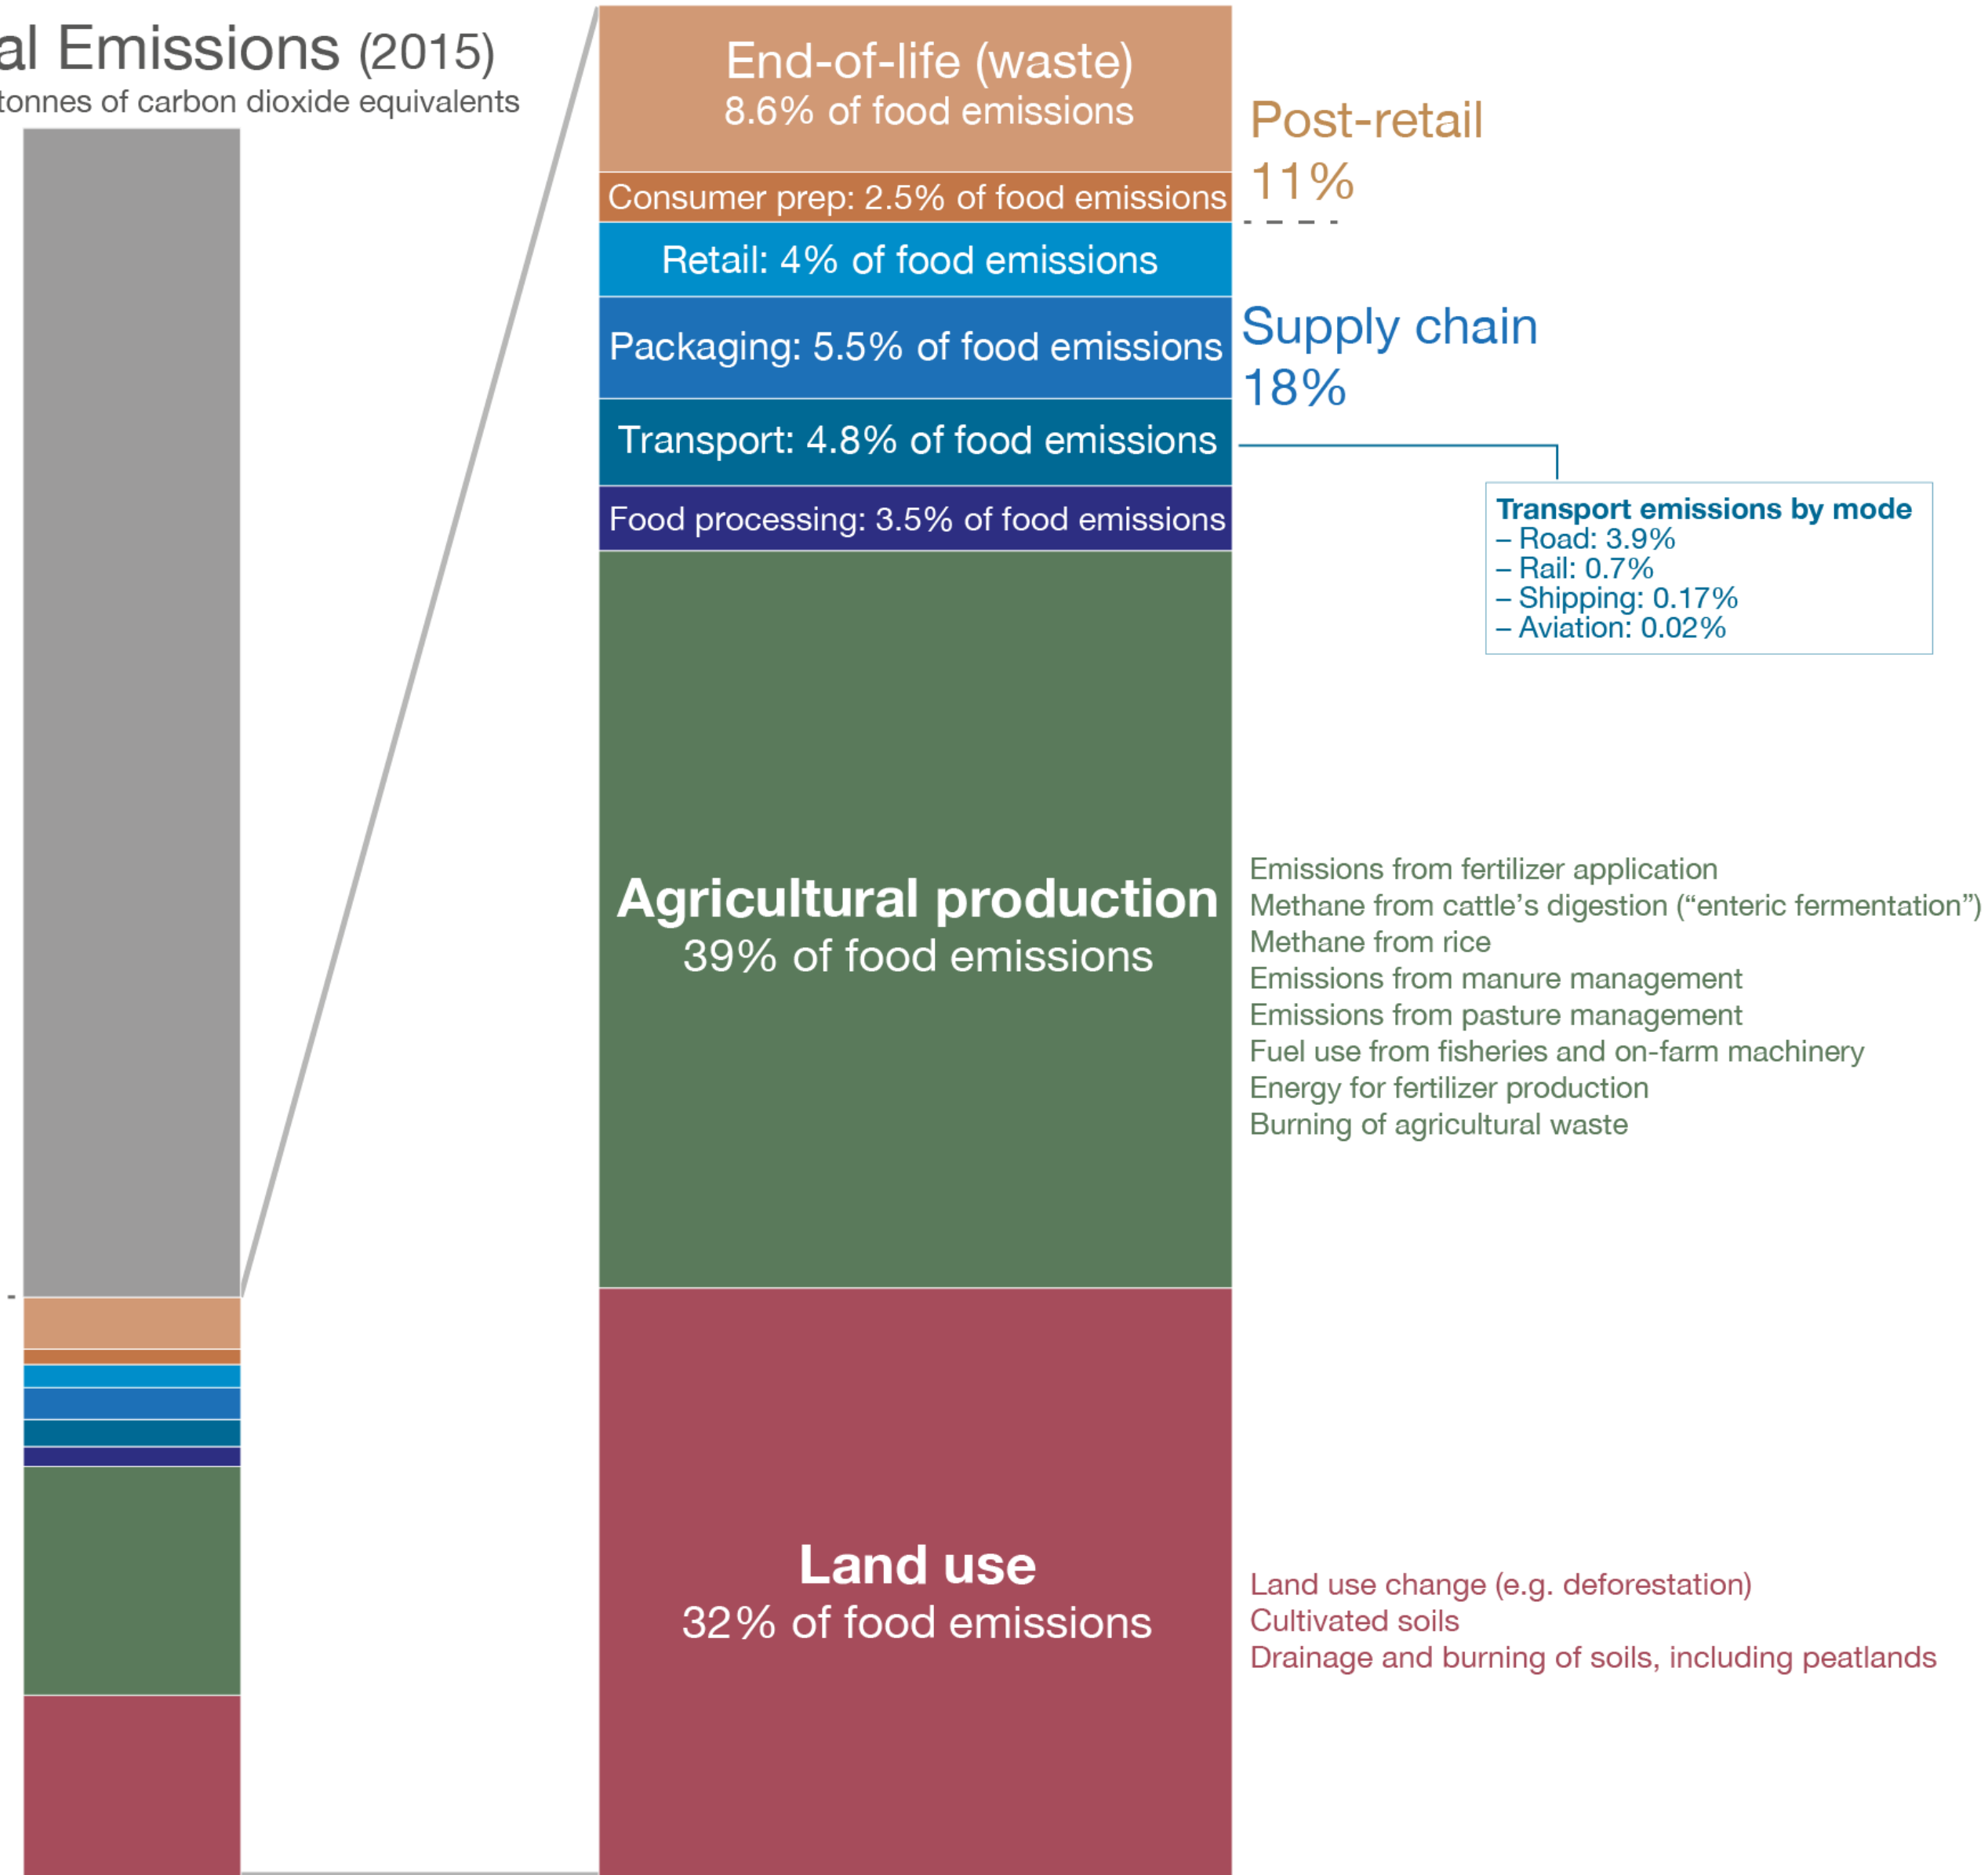 al Emissions (2015)
tonnes of carbon dioxide equivalents
End-of-life (waste)
8.6% of food emissions
Consumer prep: 2.5% of food emissions
Retail: 4% of food emissions
Packaging: 5.5% of food emissions
Transport: 4.8% of food emissions
Food processing: 3.5% of food emissions
Agricultural production
39% of food emissions
Land use
32% of food emissions
Post-retail
11%
Supply chain
18%
Transport emissions by mode
– Road: 3.9%
– Rail: 0.7%
– Shipping: 0.17%
– Aviation: 0.02%
Emissions from fertilizer application
Methane from cattle’s digestion (“enteric fermentation”)
Methane from rice
Emissions from manure management
Emissions from pasture management
Fuel use from fisheries and on-farm machinery
Energy for fertilizer production
Burning of agricultural waste
Land use change (e.g. deforestation)
Cultivated soils
Drainage and burning of soils, including peatlands